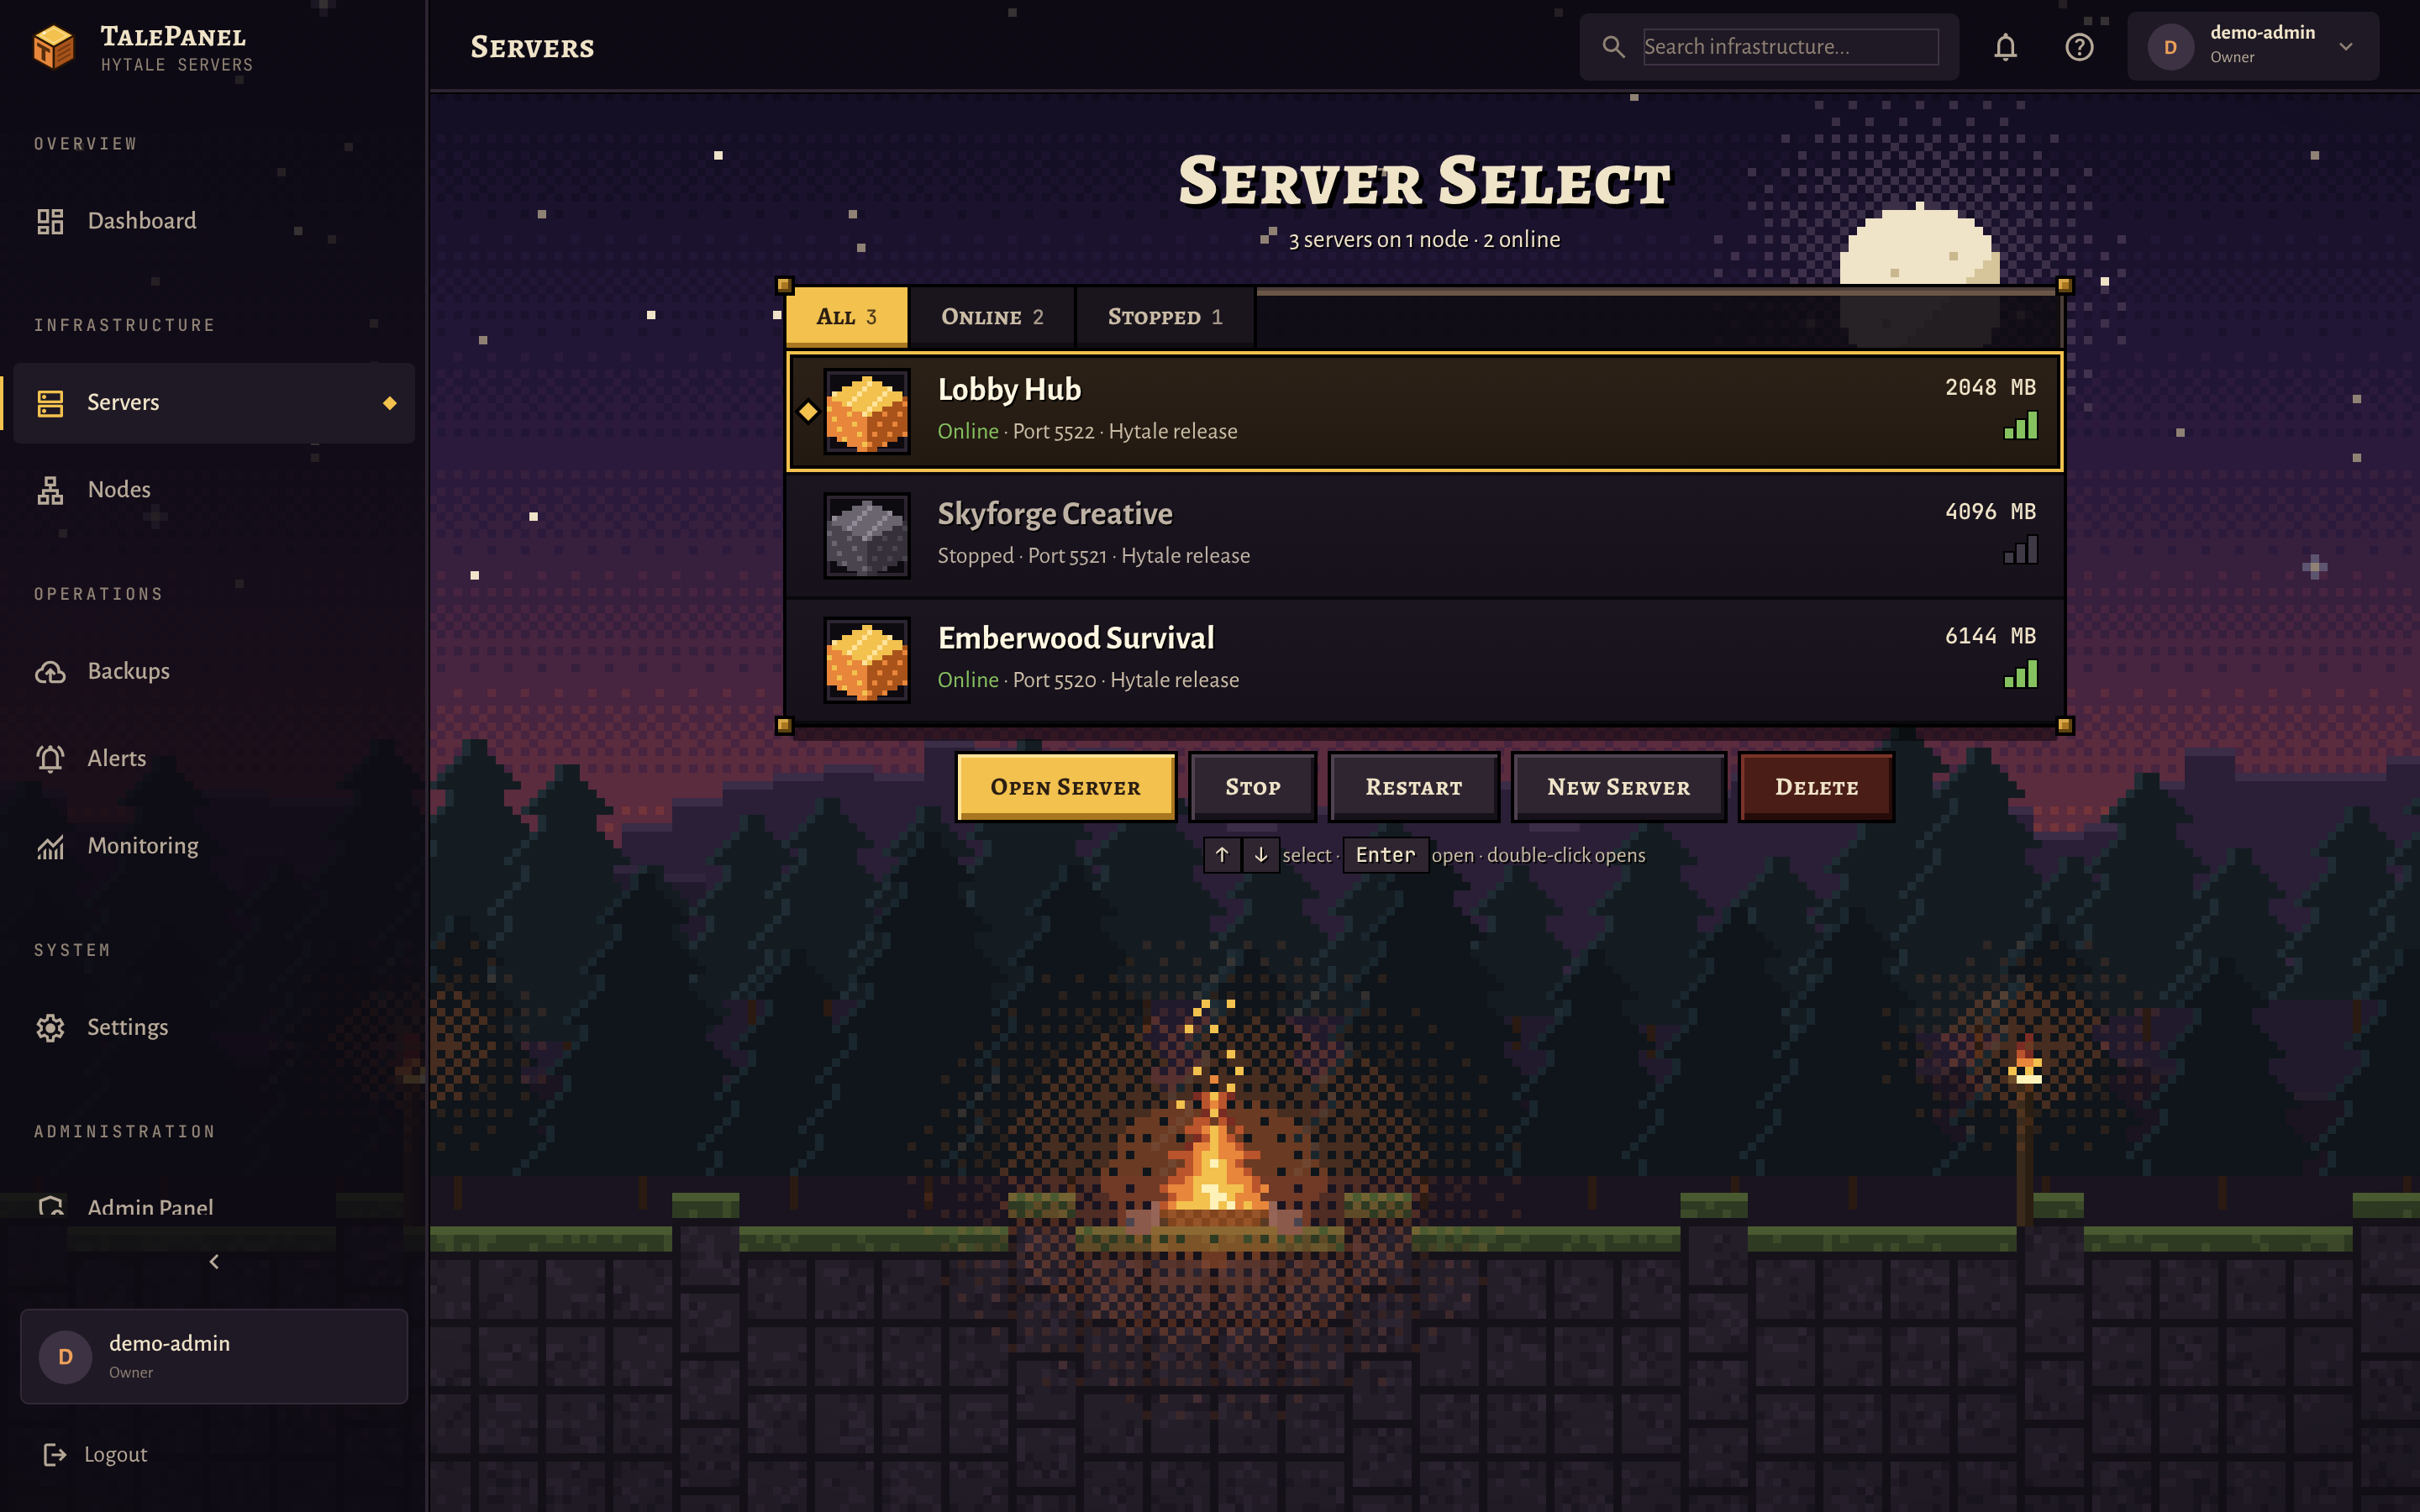 TalePanel
HYTALE SERVERS
OVERVIEW
Dashboard
INFRASTRUCTURE
Servers
Nodes
OPERATIONS
Backups
Alerts
Monitoring
SYSTEM
Settings
ADMINISTRATION
Admin Panel
D
demo-admin
Owner
Logout
Servers
Search infrastructure...
D
demo-admin
Owner
Server Select
3 servers on 1 node · 2 online
All 3
Online 2
Stopped 1
Lobby Hub
2048 MB
Online · Port 5522 · Hytale release
Skyforge Creative
4096 MB
Stopped · Port 5521 · Hytale release
Emberwood Survival
6144 MB
Online · Port 5520 · Hytale release
Open Server
Stop
Restart
New Server
Delete
↑ ↓ select · Enter open · double-click opens